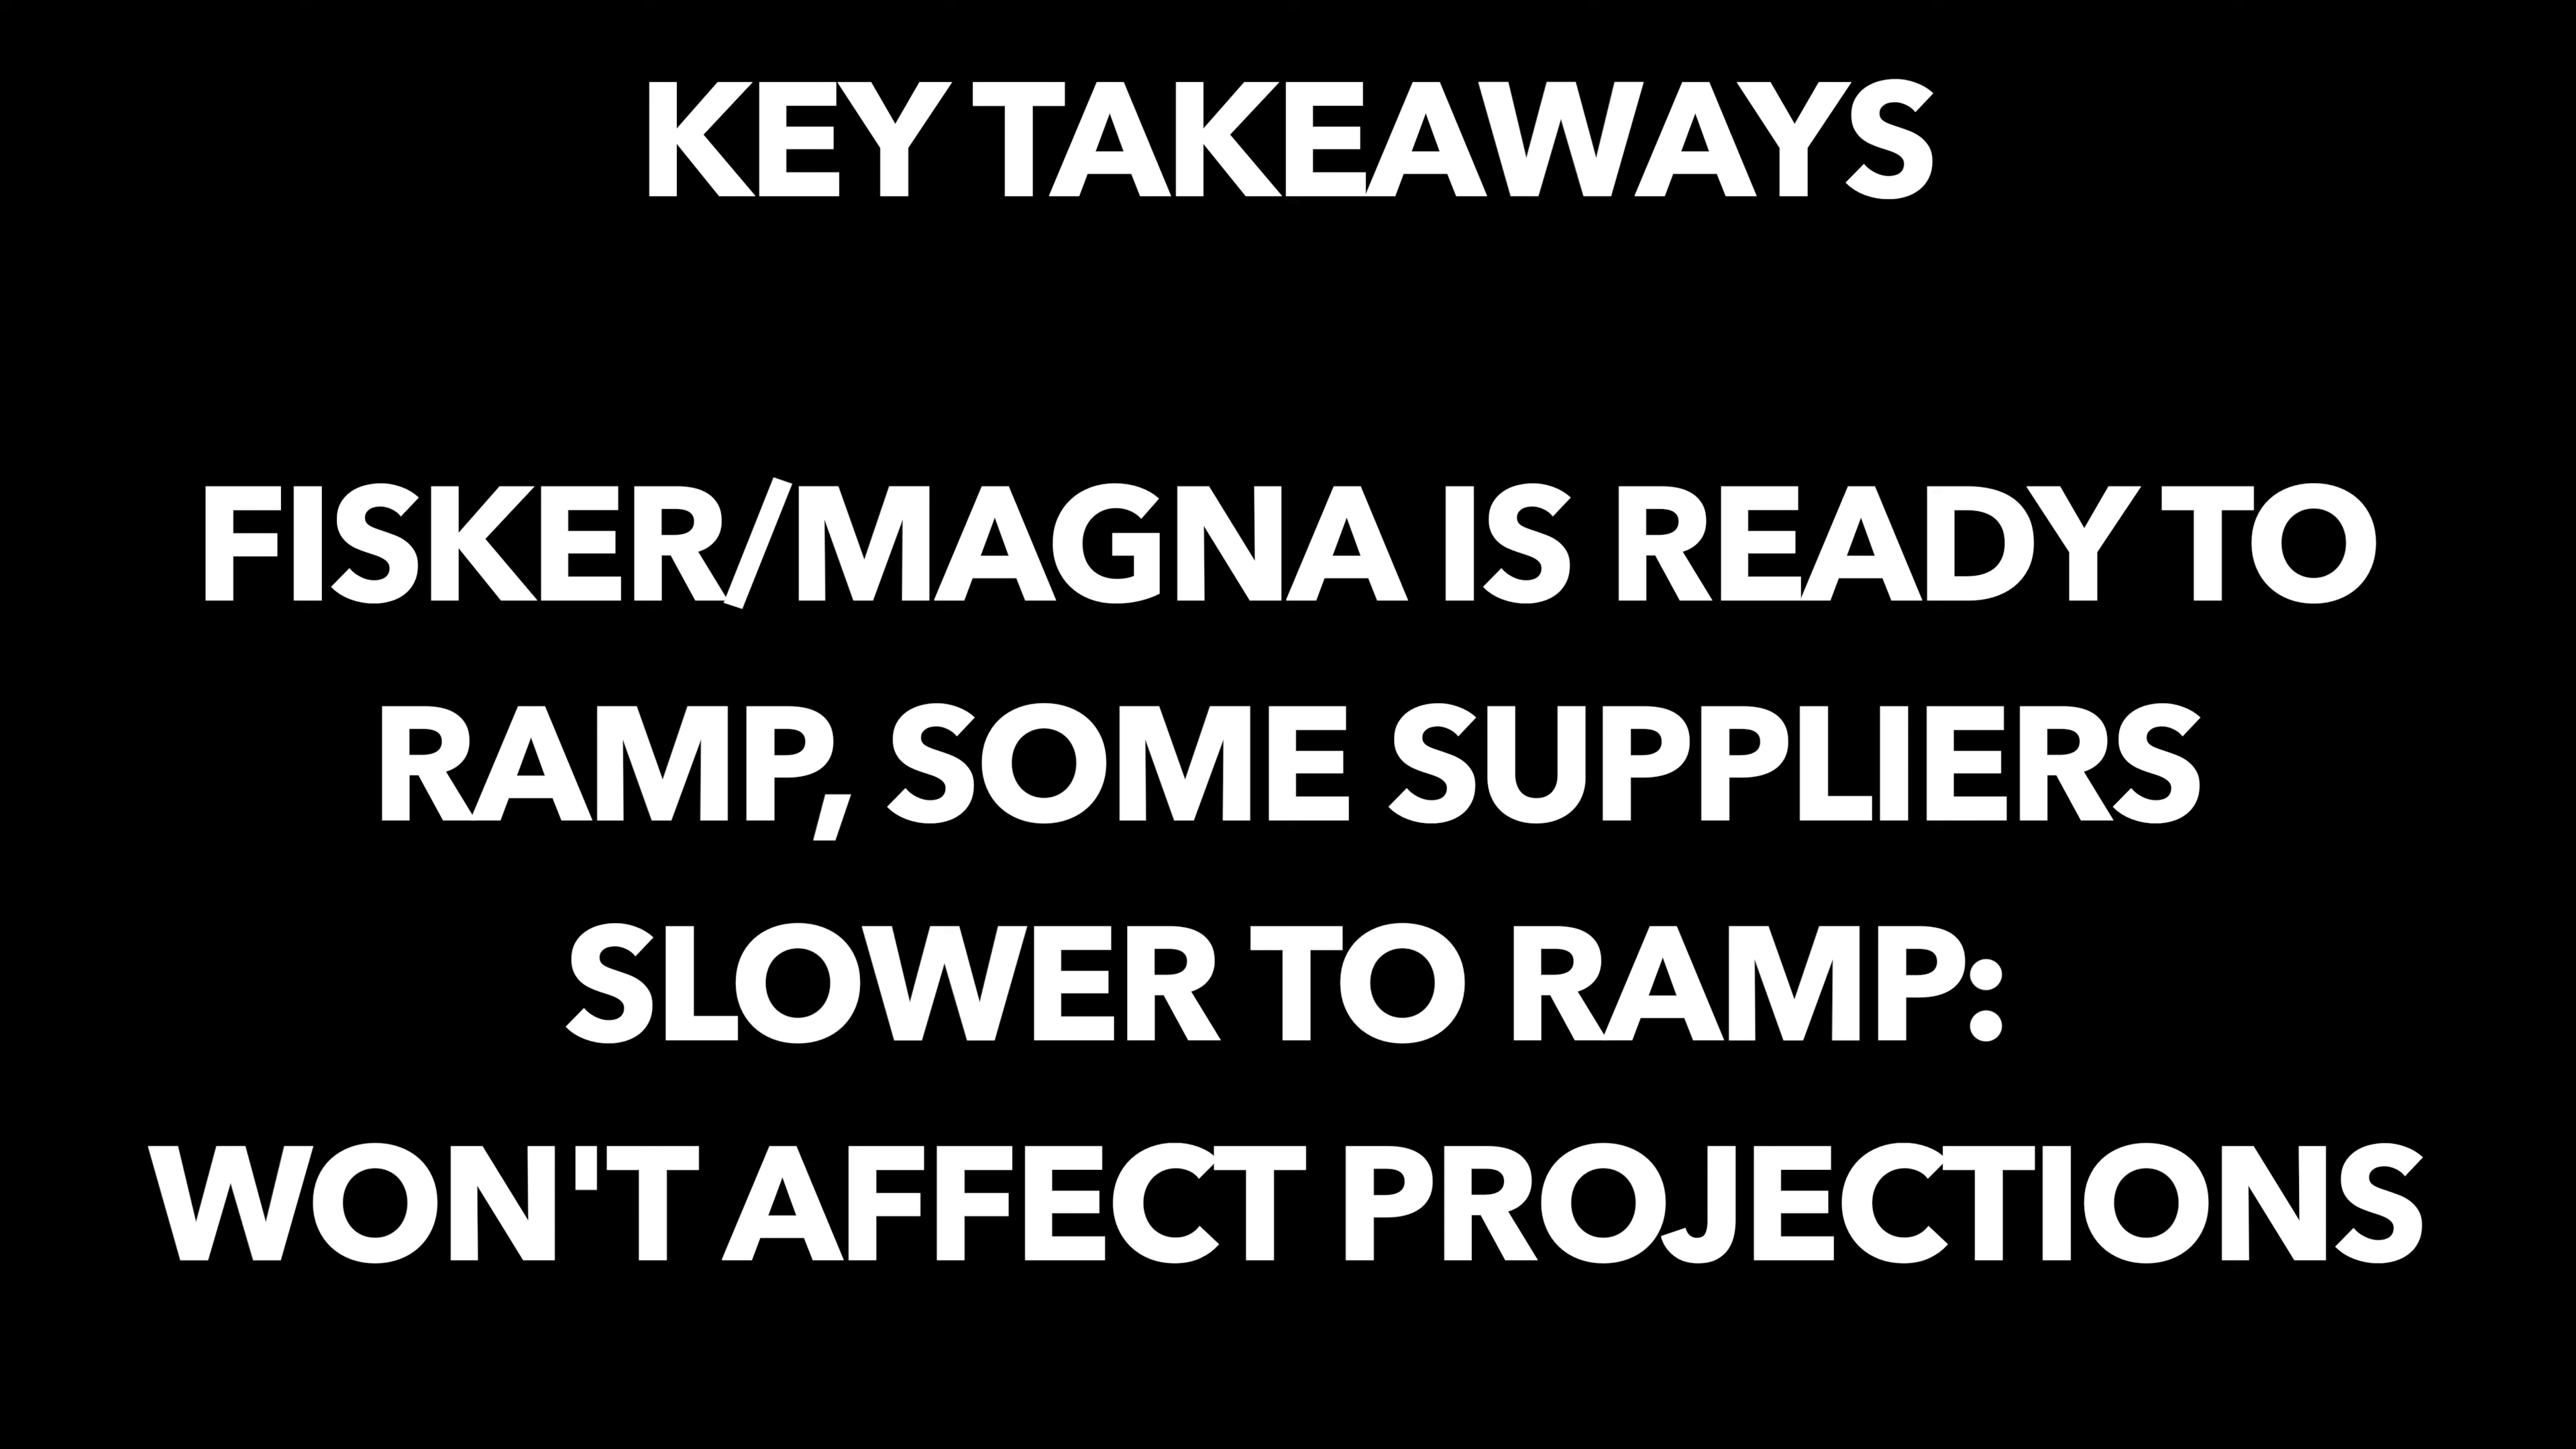 KEY TAKEAWAYS
FISKER/MAGNA IS READY TO
RAMP, SOME SUPPLIERS
SLOWER TO RAMP:
WON'T AFFECT PROJECTIONS